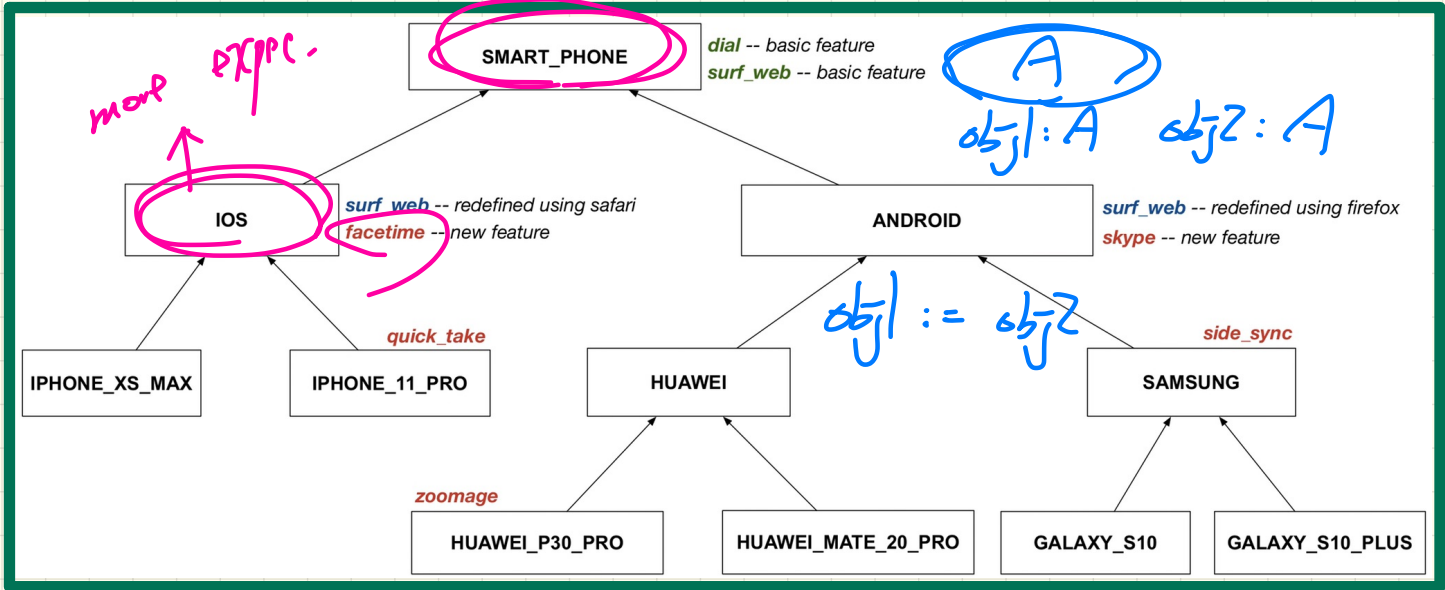 SMART_PHONE
dial -- basic feature
surf_web -- basic feature
more expe.
A
obj1 : A
obj2 : A
IOS
surf_web -- redefined using safari
facetime -- new feature
ANDROID
surf_web -- redefined using firefox
skype -- new feature
obj1 := obj2
quick_take
side_sync
IPHONE_XS_MAX
IPHONE_11_PRO
HUAWEI
SAMSUNG
zoomage
HUAWEI_P30_PRO
HUAWEI_MATE_20_PRO
GALAXY_S10
GALAXY_S10_PLUS